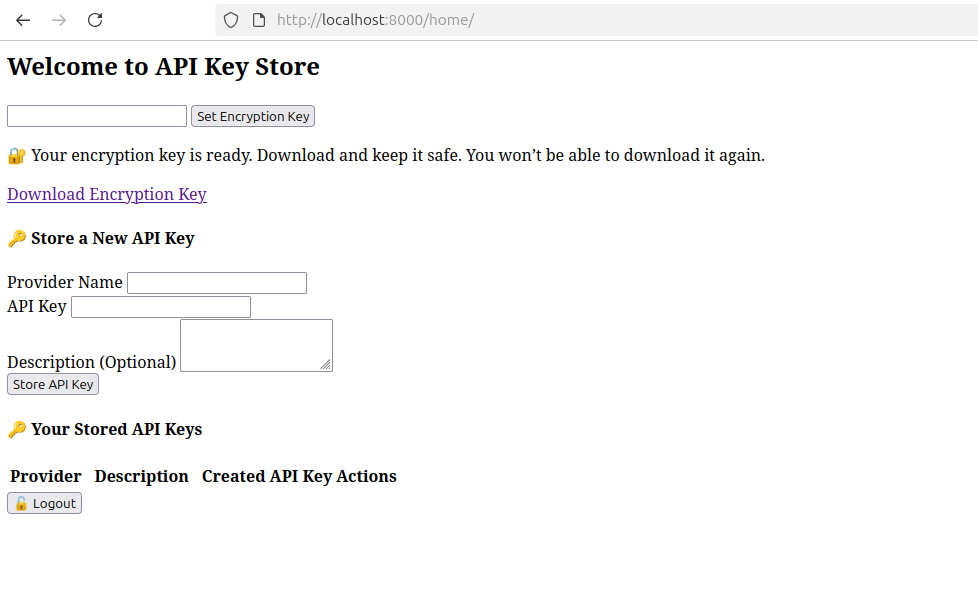 http://localhost:8000/home/
Welcome to API Key Store
Set Encryption Key
🔐 Your encryption key is ready. Download and keep it safe. You won’t be able to download it again.
Download Encryption Key
🔑 Store a New API Key
Provider Name
API Key
Description (Optional)
Store API Key
🔑 Your Stored API Keys
Provider Description Created API Key Actions
🔓 Logout